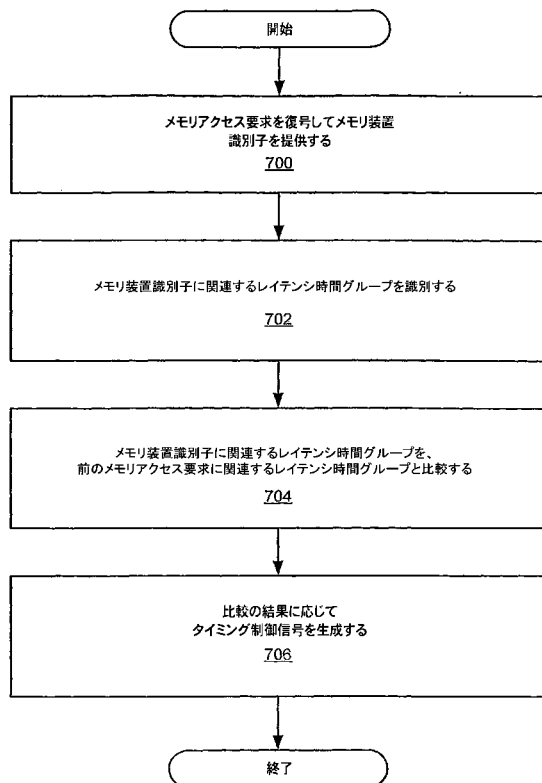 開始
メモリアクセス要求を復号してメモリ装置
識別子を提供する
700
メモリ装置識別子に関連するレイテンシ時間グループを識別する
702
メモリ装置識別子に関連するレイテンシ時間グループを、
前のメモリアクセス要求に関連するレイテンシ時間グループと比較する
704
比較の結果に応じて
タイミング制御信号を生成する
706
終了